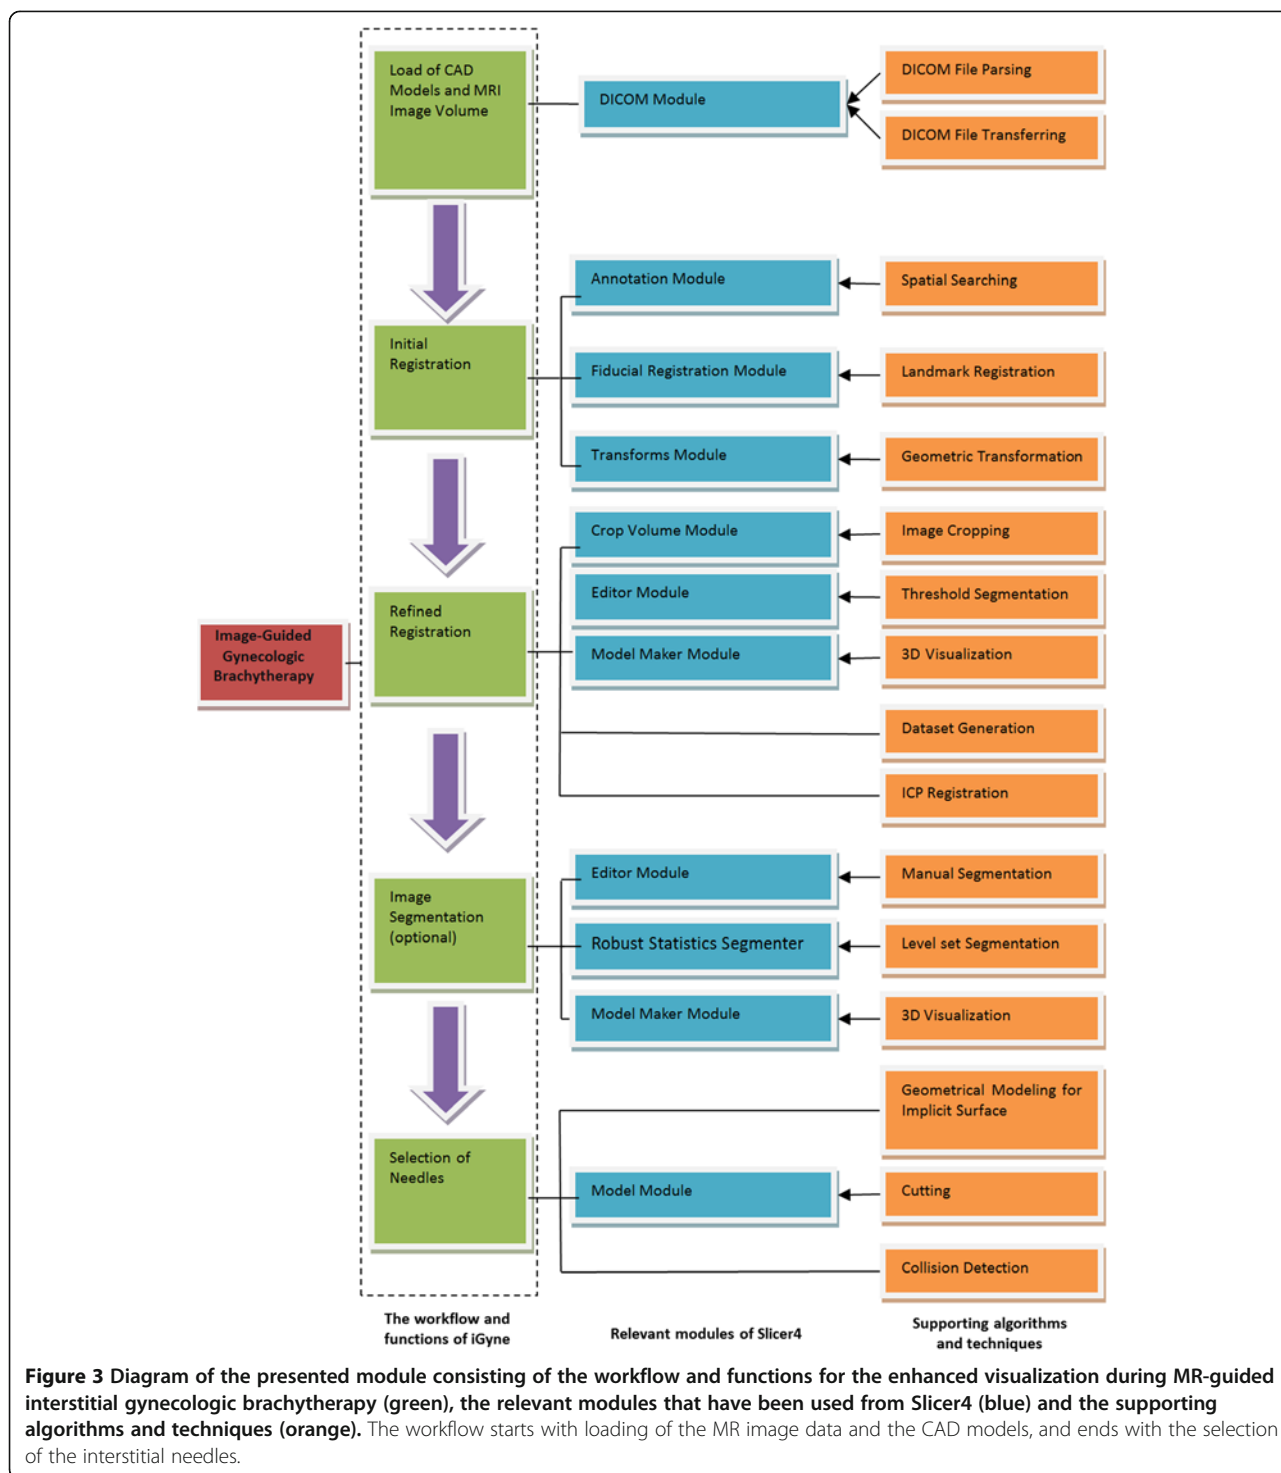 Load of CAD
Models and MRI
Image Volume
DICOM Module
DICOM File Parsing
DICOM File Transferring
Annotation Module
Spatial Searching
Initial
Registration
Fiducial Registration Module
Landmark Registration
Transforms Module
Geometric Transformation
Crop Volume Module
Image Cropping
Refined
Registration
Editor Module
Threshold Segmentation
Image-Guided
Gynecologic
Brachytherapy
Model Maker Module
3D Visualization
Dataset Generation
ICP Registration
Image
Segmentation
(optional)
Editor Module
Manual Segmentation
Robust Statistics Segmenter
Level set Segmentation
Model Maker Module
3D Visualization
Geometrical Modeling for
Implicit Surface
Selection of
Needles
Model Module
Cutting
Collision Detection
The workflow and
functions of iGyne
Relevant modules of Slicer4
Supporting algorithms
and techniques
Figure 3 Diagram of the presented module consisting of the workflow and functions for the enhanced visualization during MR-guided
interstitial gynecologic brachytherapy (green), the relevant modules that have been used from Slicer4 (blue) and the supporting
algorithms and techniques (orange). The workflow starts with loading of the MR image data and the CAD models, and ends with the selection
of the interstitial needles.